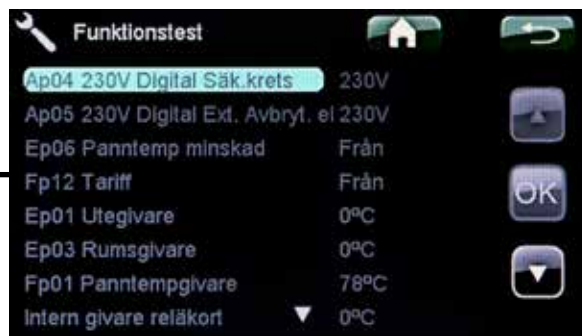 Funktionstest
Ap04 230V Digital Säk.krets 230V
Ap05 230V Digital Ext. Avbryt. el 230V
Ep06 Panntemp minskad Från
Fp12 Tariff Från
OK
Ep01 Utegivare 0ºC
Ep03 Rumsgivare 0ºC
Fp01 Panntempgivare 78ºC
Intern givare reläkort 0ºC